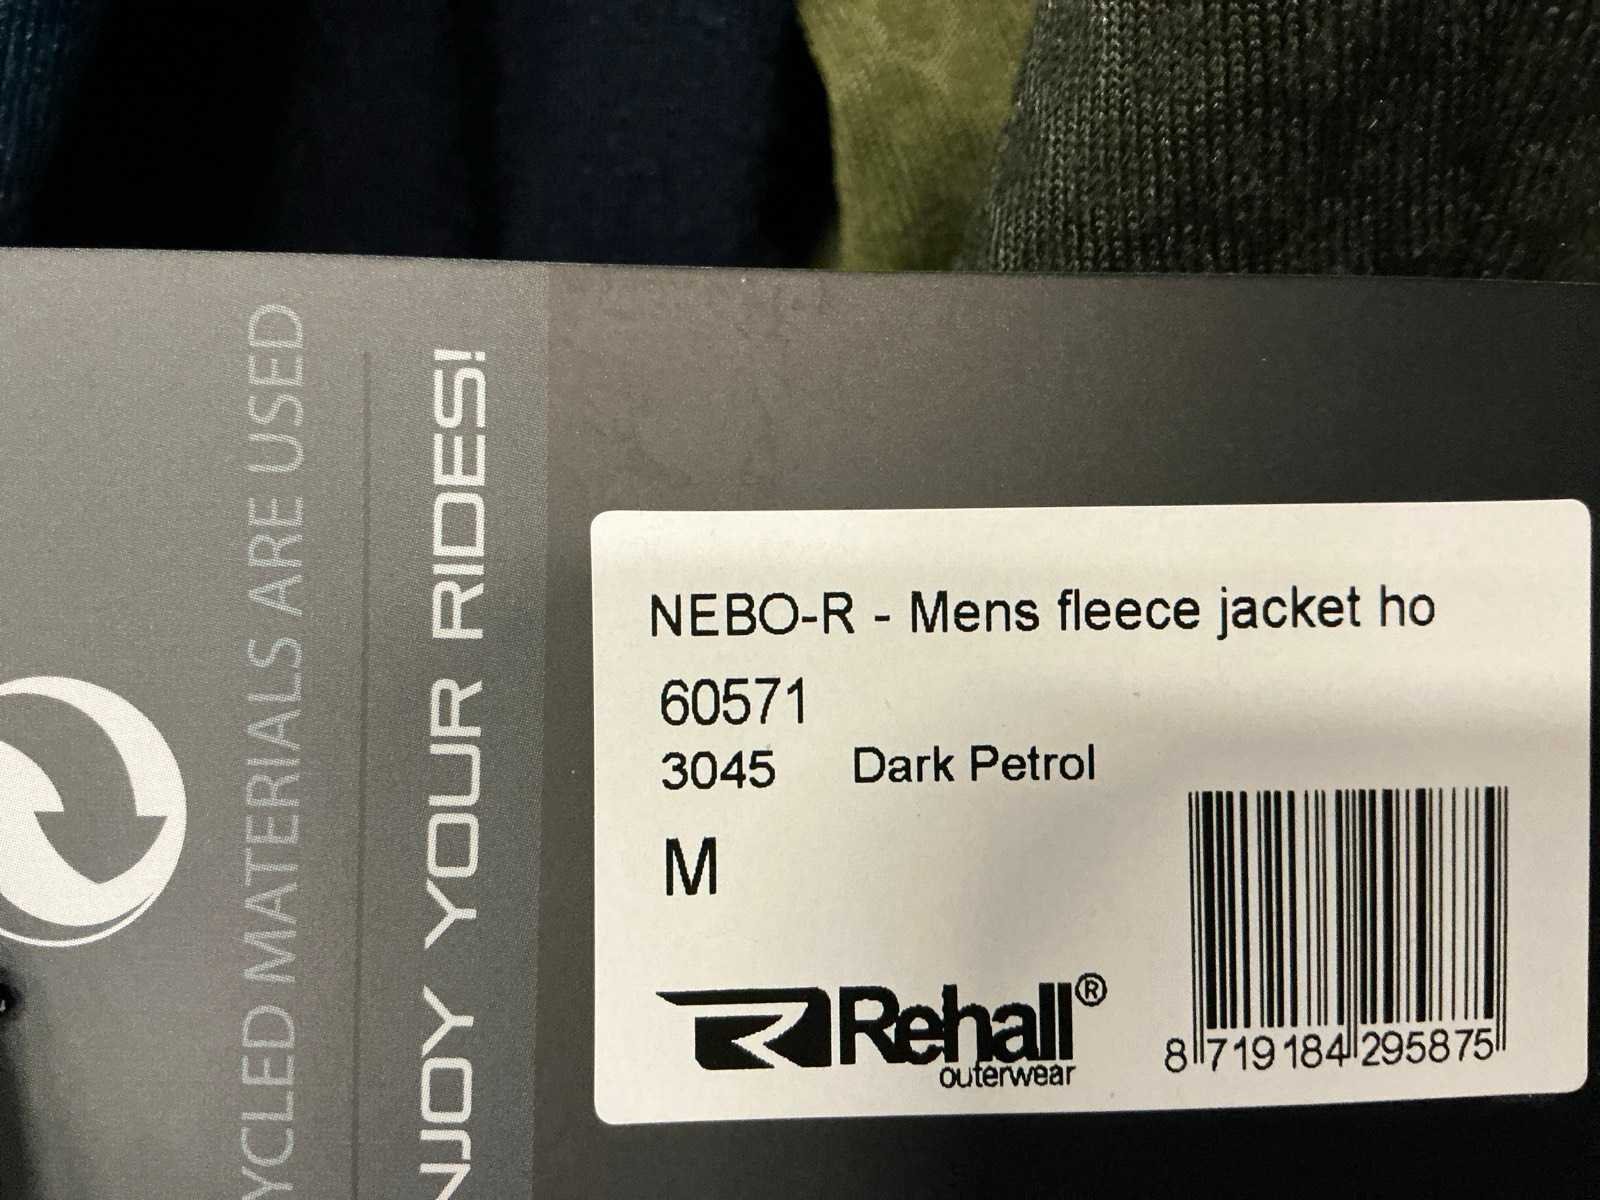 YCLED MATERIALS ARE USED
NJOY YOUR RIDES!
NEBO-R - Mens fleece jacket ho
60571
3045 Dark Petrol
M
Rehall®
outerwear
8 719184 295875